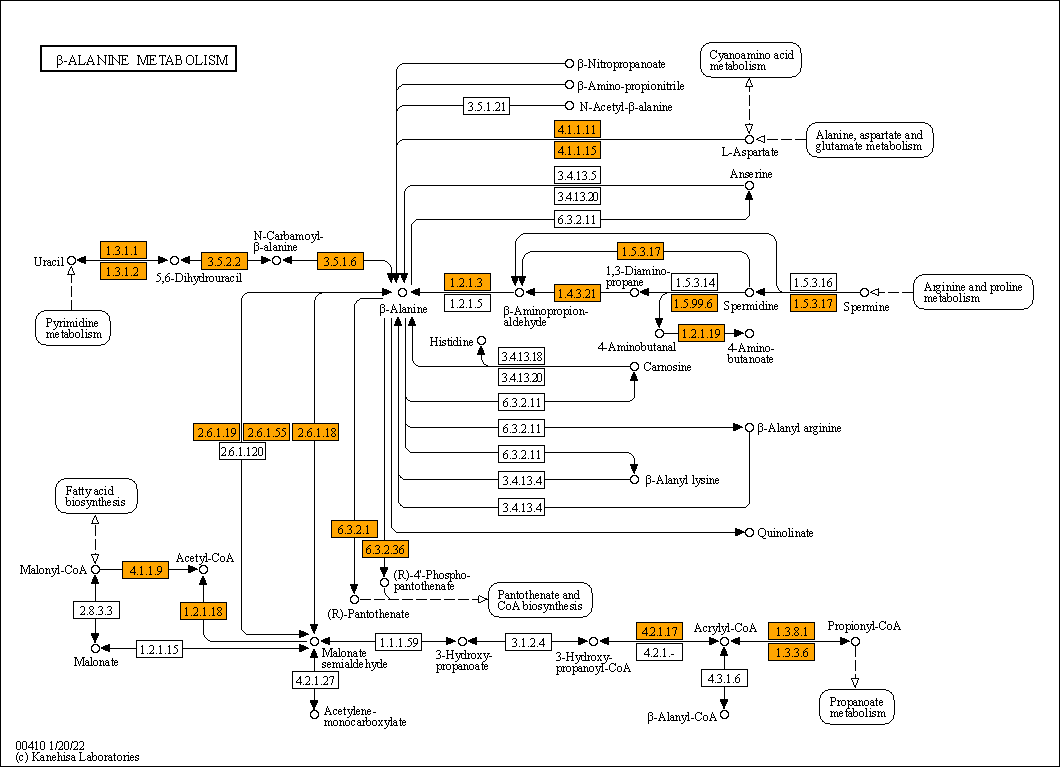 β-ALANINE METABOLISM
β-Nitropropanoate
β-Amino-propionitrile
3.5.1.21
N-Acetyl-β-alanine
Cyanoamino acid
metabolism
4.1.1.11
4.1.1.15
L-Aspartate
Alanine, aspartate and
glutamate metabolism
3.4.13.5
3.4.13.20
Anserine
6.3.2.11
Uracil
1.3.1.1
1.3.1.2
5,6-Dihydrouracil
3.5.2.2
N-Carbamoyl-
β-alanine
3.5.1.6
Pyrimidine
metabolism
β-Alanine
1.2.1.3
1.2.1.5
β-Aminopropion-
aldehyde
1.4.3.21
1,3-Diamino-
propane
1.5.3.17
1.5.3.14
1.5.99.6
Spermidine
1.5.3.16
1.5.3.17
Spermine
Arginine and proline
metabolism
4-Aminobutanal
1.2.1.19
4-Amino-
butanoate
Histidine
3.4.13.18
3.4.13.20
Carnosine
6.3.2.11
6.3.2.11
β-Alanyl arginine
6.3.2.11
3.4.13.4
β-Alanyl lysine
3.4.13.4
Quinolinate
2.6.1.19
2.6.1.55
2.6.1.18
2.6.1.120
Fatty acid
biosynthesis
6.3.2.1
6.3.2.36
(R)-4'-Phospho-
pantothenate
Pantothenate and
CoA biosynthesis
(R)-Pantothenate
Malonyl-CoA
4.1.1.9
Acetyl-CoA
2.8.3.3
1.2.1.18
Malonate
1.2.1.15
Malonate
semialdehyde
1.1.1.59
3-Hydroxy-
propanoate
3.1.2.4
3-Hydroxy-
propanoyl-CoA
4.2.1.17
4.2.1.-
Acrylyl-CoA
1.3.8.1
1.3.3.6
Propionyl-CoA
4.2.1.27
Acetylene-
monocarboxylate
4.3.1.6
β-Alanyl-CoA
Propanoate
metabolism
00410 1/20/22
(c) Kanehisa Laboratories